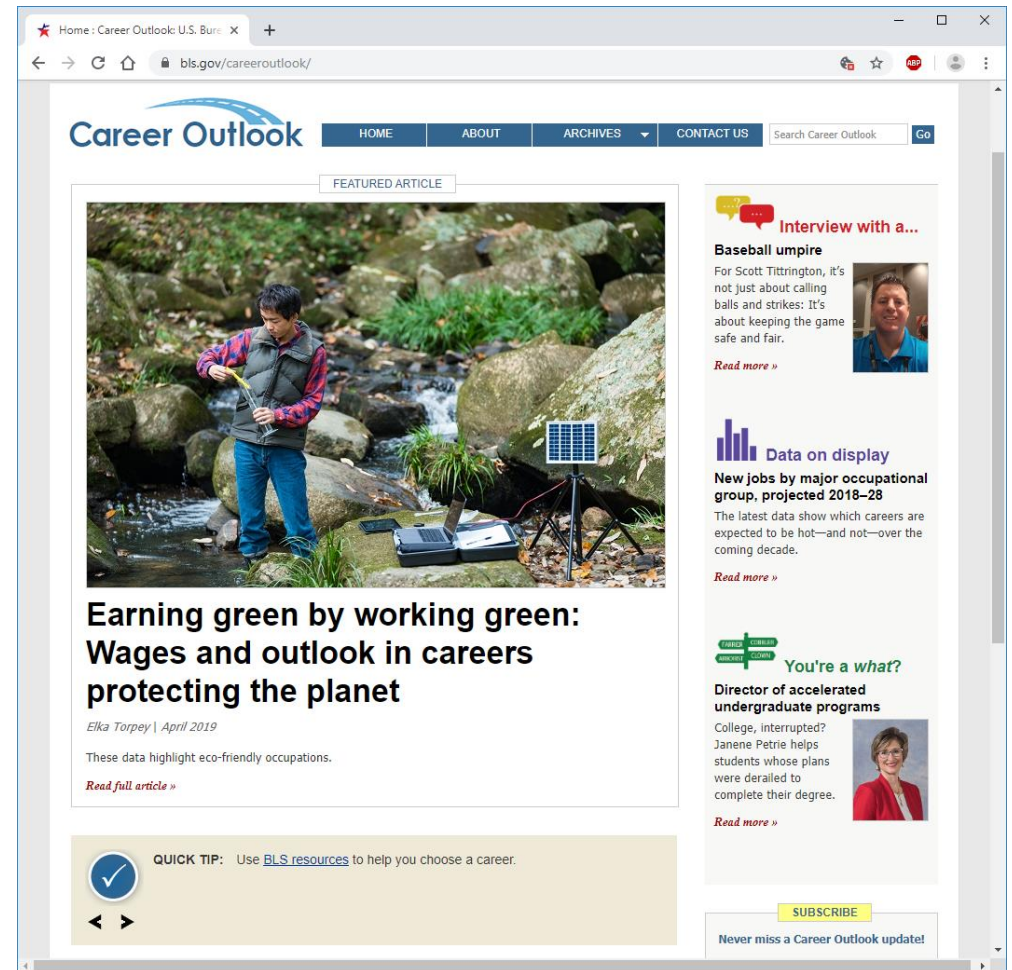 Home : Career Outlook: U.S. Bure
bls.gov/careeroutlook/
ABP
Career Outlook
HOME
ABOUT
ARCHIVES
CONTACT US
Search Career Outlook
Go
FEATURED ARTICLE
Earning green by working green:
Wages and outlook in careers
protecting the planet
Elka Torpey | April 2019
These data highlight eco-friendly occupations.
Read full article »
QUICK TIP: Use BLS resources to help you choose a career.
...?
...
Interview with a...
Baseball umpire
For Scott Tittrington, it’s
not just about calling
balls and strikes: It’s
about keeping the game
safe and fair.
Read more »
Data on display
New jobs by major occupational
group, projected 2018–28
The latest data show which careers are
expected to be hot—and not—over the
coming decade.
Read more »
FARRIER
COBBLER
ARCHIVIST
CLOWN
You're a what?
Director of accelerated
undergraduate programs
College, interrupted?
Janene Petrie helps
students whose plans
were derailed to
complete their degree.
Read more »
SUBSCRIBE
Never miss a Career Outlook update!